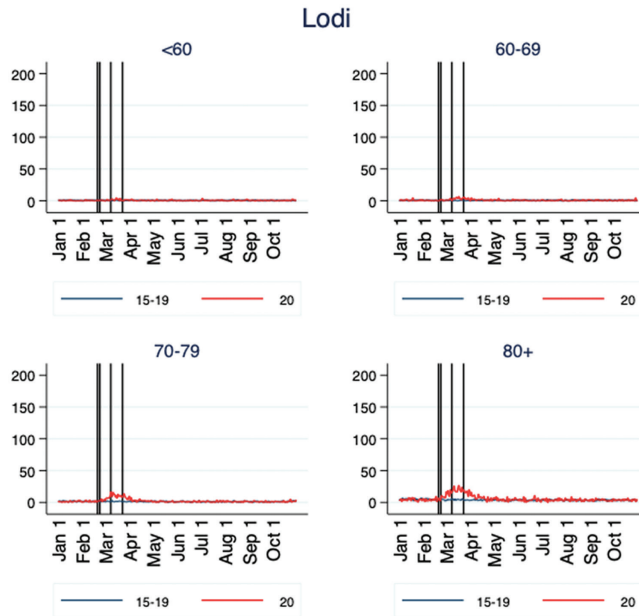 Lodi
<60
200
150
100
50
0
Jan 1
Feb 1
Mar 1
Apr 1
May 1
Jun 1
Jul 1
Aug 1
Sep 1
Oct 1
15-19 20
60-69
200
150
100
50
0
Jan 1
Feb 1
Mar 1
Apr 1
May 1
Jun 1
Jul 1
Aug 1
Sep 1
Oct 1
15-19 20
70-79
200
150
100
50
0
Jan 1
Feb 1
Mar 1
Apr 1
May 1
Jun 1
Jul 1
Aug 1
Sep 1
Oct 1
15-19 20
80+
200
150
100
50
0
Jan 1
Feb 1
Mar 1
Apr 1
May 1
Jun 1
Jul 1
Aug 1
Sep 1
Oct 1
15-19 20